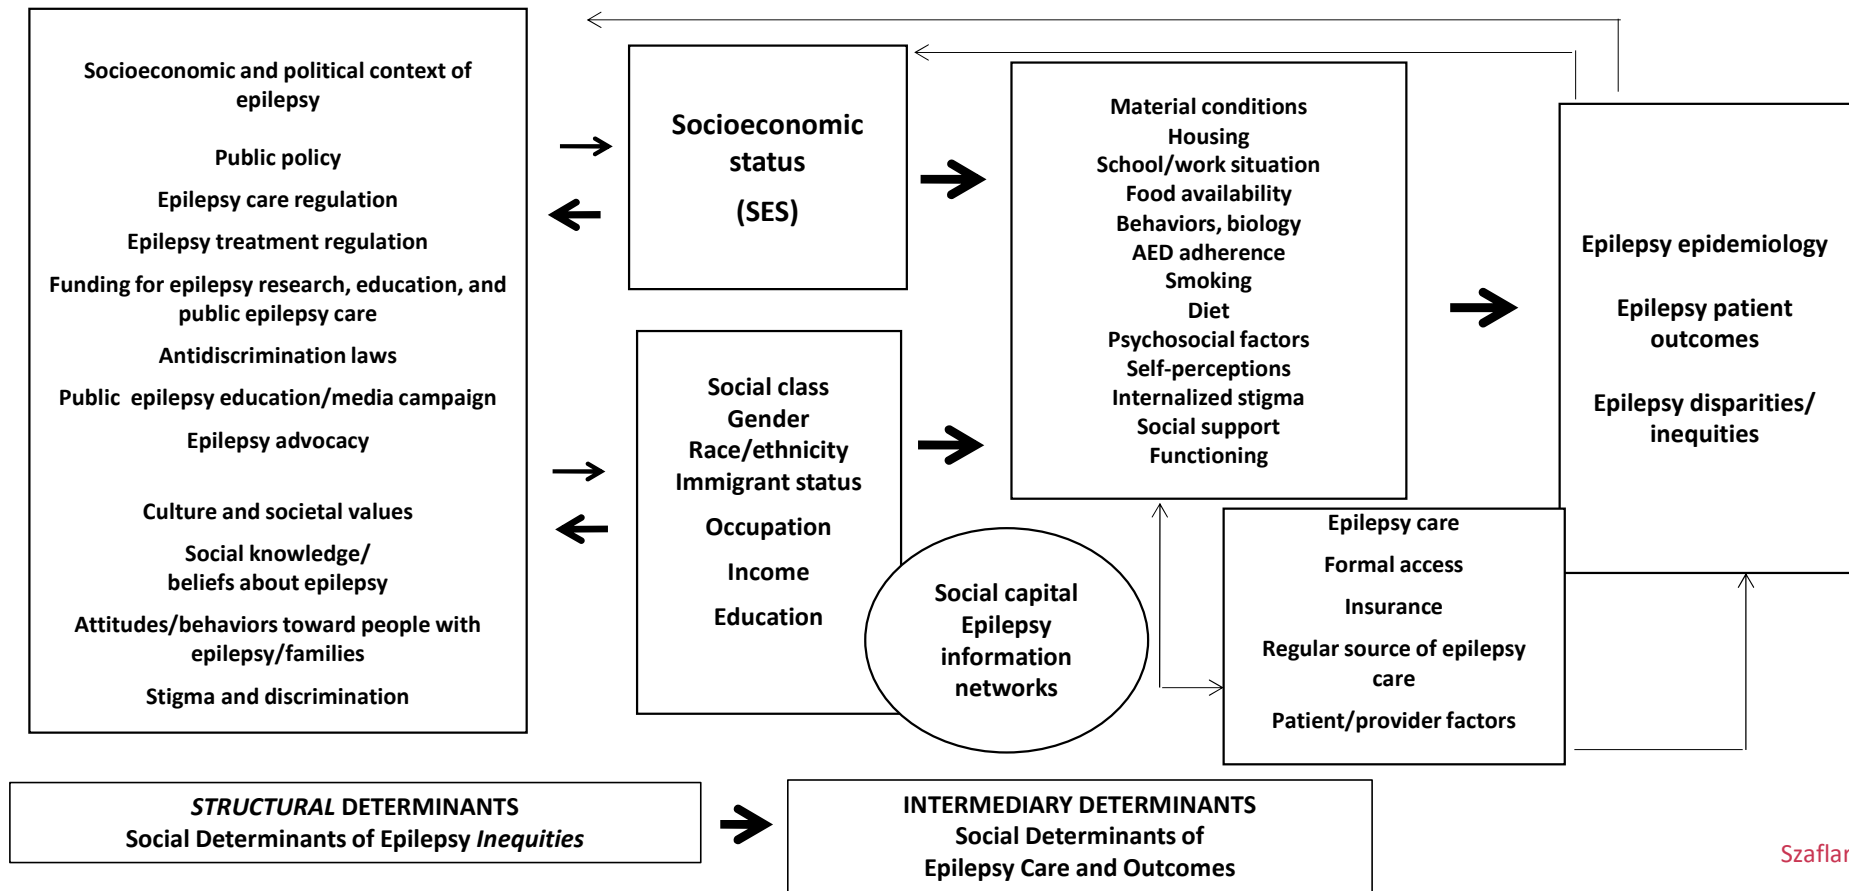 Socioeconomic and political context of
epilepsy
Public policy
Epilepsy care regulation
Epilepsy treatment regulation
Funding for epilepsy research, education, and
public epilepsy care
Antidiscrimination laws
Public epilepsy education/media campaign
Epilepsy advocacy
Culture and societal values
Social knowledge/
beliefs about epilepsy
Attitudes/behaviors toward people with
epilepsy/families
Stigma and discrimination
Socioeconomic
status
(SES)
Social class
Gender
Race/ethnicity
Immigrant status
Occupation
Income
Education
Social capital
Epilepsy
information
networks
Material conditions
Housing
School/work situation
Food availability
Behaviors, biology
AED adherence
Smoking
Diet
Psychosocial factors
Self-perceptions
Internalized stigma
Social support
Functioning
Epilepsy care
Formal access
Insurance
Regular source of epilepsy
care
Patient/provider factors
Epilepsy epidemiology
Epilepsy patient
outcomes
Epilepsy disparities/
inequities
STRUCTURAL DETERMINANTS
Social Determinants of Epilepsy Inequities
INTERMEDIARY DETERMINANTS
Social Determinants of
Epilepsy Care and Outcomes